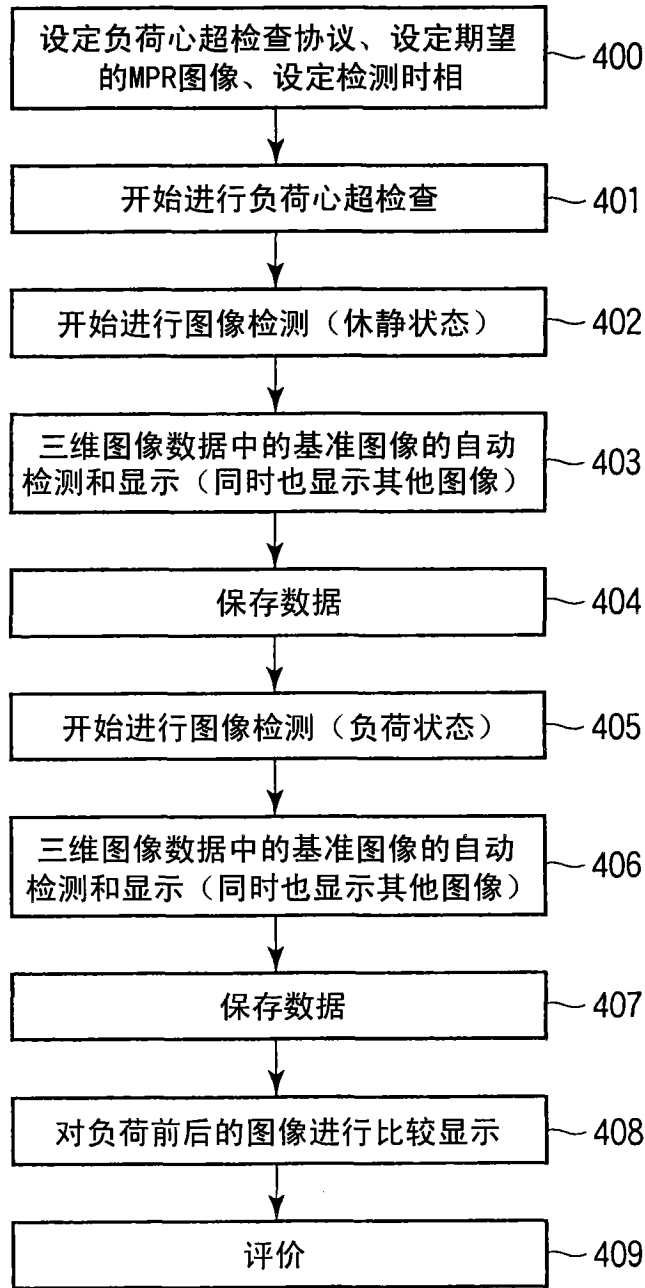 设定负荷心超检查协议、设定期望
的MPR图像、设定检测时相
400
开始进行负荷心超检查
401
开始进行图像检测（休静状态）
402
三维图像数据中的基准图像的自动
检测和显示（同时也显示其他图像）
403
保存数据
404
开始进行图像检测（负荷状态）
405
三维图像数据中的基准图像的自动
检测和显示（同时也显示其他图像）
406
保存数据
407
对负荷前后的图像进行比较显示
408
评价
409